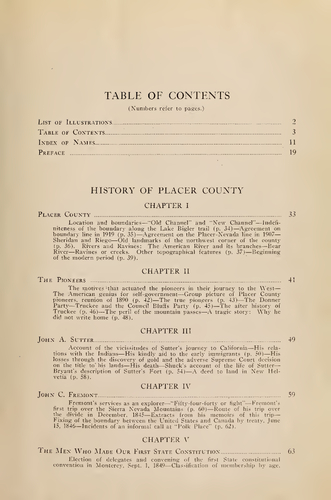 TABLE OF CONTENTS
(Numbers refer to pages.)
LIST OF ILLUSTRATIONS 2
TABLE OF CONTENTS 3
INDEX OF NAMES 11
PREFACE 19
HISTORY OF PLACER COUNTY
CHAPTER I
PLACER COUNTY 33
Location and boundaries—"Old Channel" and "New Channel"—Indefi-
niteness of the boundary along the Lake Bigler trail (p. 34)—Agreement on
boundary line in 1919 (p. 35)—Agreement on the Placer-Nevada line in 1907—
Sheridan and Riego—Old landmarks of the northwest corner of the county
(p. 36). Rivers and Ravines: The American River and its branches—Bear
River—Ravines or creeks. Other topographical features (p. 37)—Beginning
of the modern period (p. 39).
CHAPTER II
THE PIONEERS 41
The motives that actuated the pioneers in their journey to the West—
The American genius for self-government—Group picture of Placer County
pioneers, reunion of 1890 (p. 42)—The true pioneers (p. 43)—The Donner
Party—Truckee and the Council Bluffs Party (p. 45)—The after history of
Truckee (p. 46)—The peril of the mountain passes—A tragic story: Why he
did not write home (p. 48).
CHAPTER III
JOHN A. SUTTER 49
Account of the vicissitudes of Sutter's journey to California—His rela-
tions with the Indians—His kindly aid to the early immigrants (p. 50)—His
losses through the discovery of gold and the adverse Supreme Court decision
on the title to his lands—His death—Shuck's account of the life of Sutter—
Bryant's description of Sutter's Fort (p. 54)—A deed to land in New Hel-
vetia (p. 58).
CHAPTER IV
JOHN C. FREMONT 59
Fremont's services as an explorer—"Fifty-four-forty or fight"—Fremont's
first trip over the Sierra Nevada Mountains (p. 60)—Route of his trip over
the divide in December, 1845—Extracts from his memoirs of this trip—
Fixing of the boundary between the United States and Canada by treaty, June
15, 1846—Incidents of an informal talk at "Folk Place" (p. 62).
CHAPTER V
THE MEN WHO MADE OUR FIRST STATE CONSTITUTION 63
Election of delegates and convening of the first State constitutional
convention in Monterey, Sept. 1, 1849—Classification of membership by age,